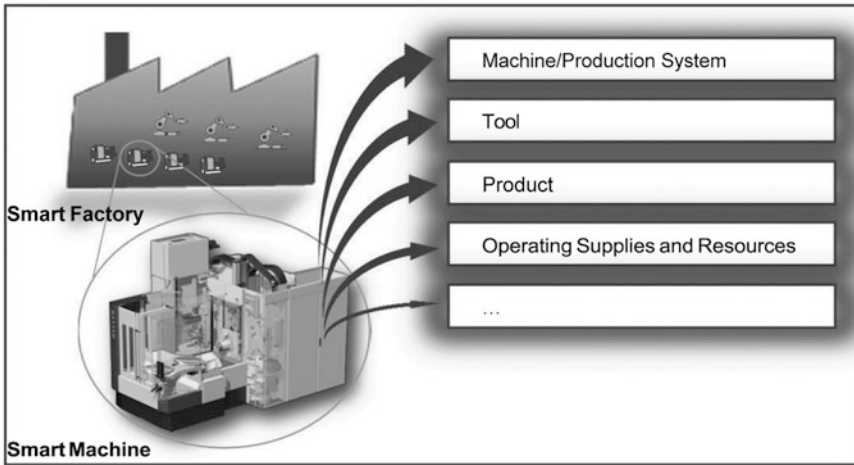 Machine/Production System
Tool
Product
Operating Supplies and Resources
...
Smart Factory
Smart Machine